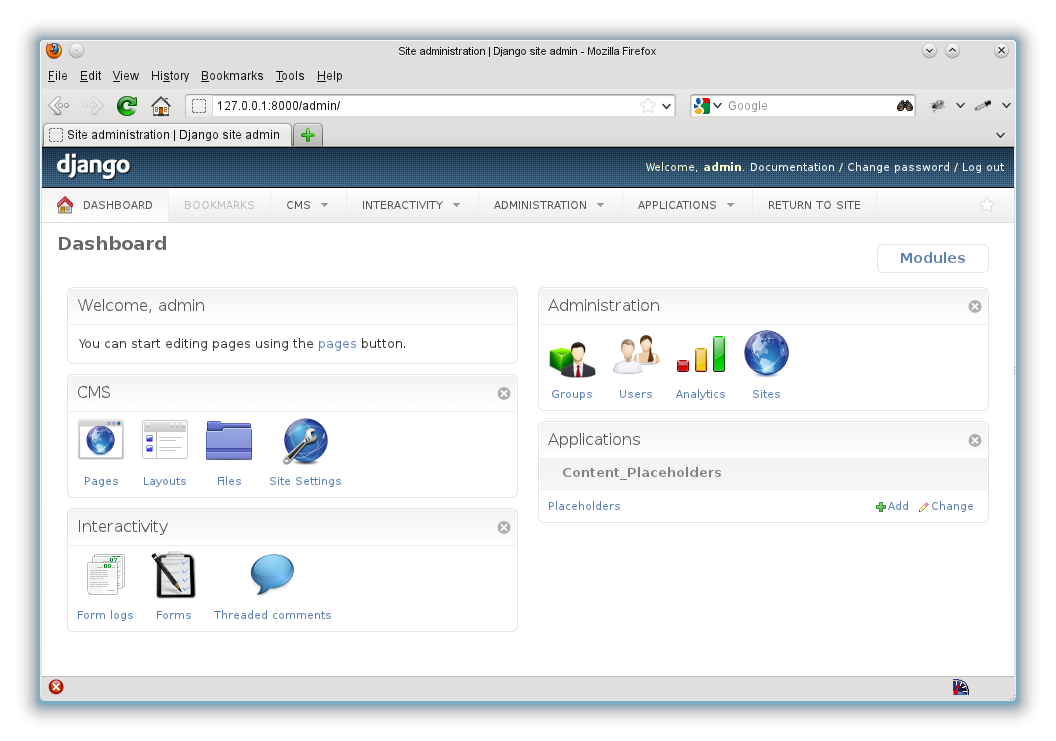 Site administration | Django site admin - Mozilla Firefox
File Edit View History Bookmarks Tools Help
127.0.0.1:8000/admin/ Google
Site administration | Django site admin
django
Welcome, admin. Documentation / Change password / Log out
DASHBOARD BOOKMARKS CMS INTERACTIVITY ADMINISTRATION APPLICATIONS RETURN TO SITE
Dashboard
Modules
Welcome, admin
You can start editing pages using the pages button.
CMS
Pages Layouts Files Site Settings
Interactivity
07
09
Form logs Forms Threaded comments
Administration
Groups Users Analytics Sites
Applications
Content_Placeholders
Placeholders Add Change